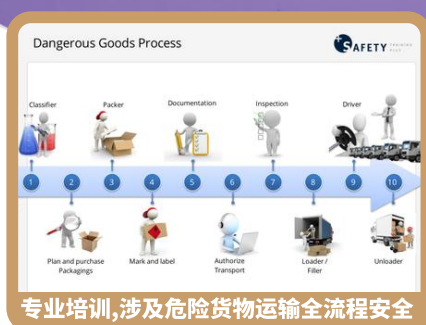 Dangerous Goods Process
SAFETY TRAINING
PLUS
Classifier
Packer
Documentation
Inspection
Driver
1 2 3 4 5 6 7 8 9 10
Plan and purchase
Packagings
Mark and label
Authorize
Transport
Loader /
Filler
Unloader
专业培训,涉及危险货物运输全流程安全